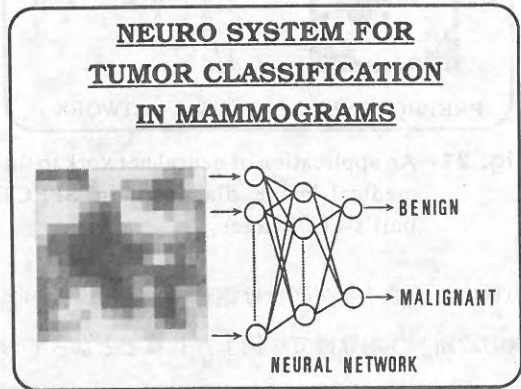 NEURO SYSTEM FOR
TUMOR CLASSIFICATION
IN MAMMOGRAMS
BENIGN
MALIGNANT
NEURAL NETWORK